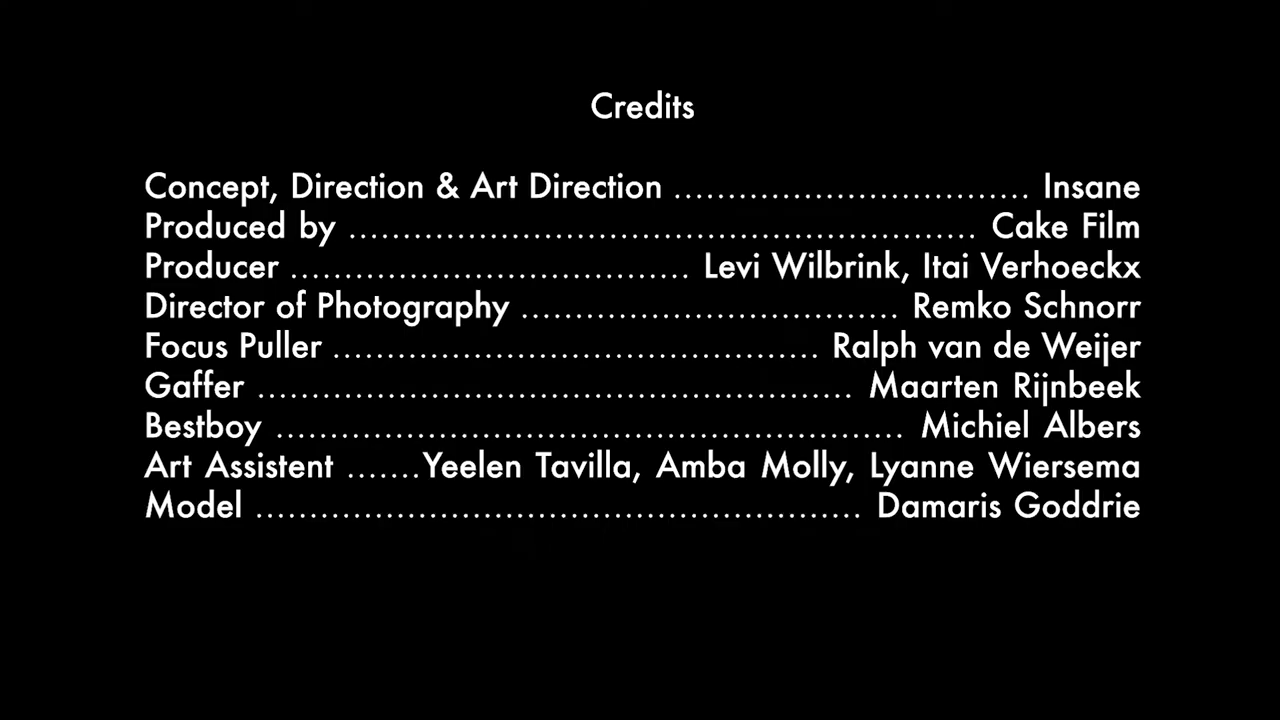 Credits
Concept, Direction & Art Direction ................................. Insane
Produced by .......................................................... Cake Film
Producer ..................................... Levi Wilbrink, Itai Verhoeckx
Director of Photography ................................... Remko Schnorr
Focus Puller ............................................. Ralph van de Weijer
Gaffer ....................................................... Maarten Rijnbeek
Bestboy .......................................................... Michiel Albers
Art Assistent .......Yeelen Tavilla, Amba Molly, Lyanne Wiersema
Model ........................................................ Damaris Goddrie